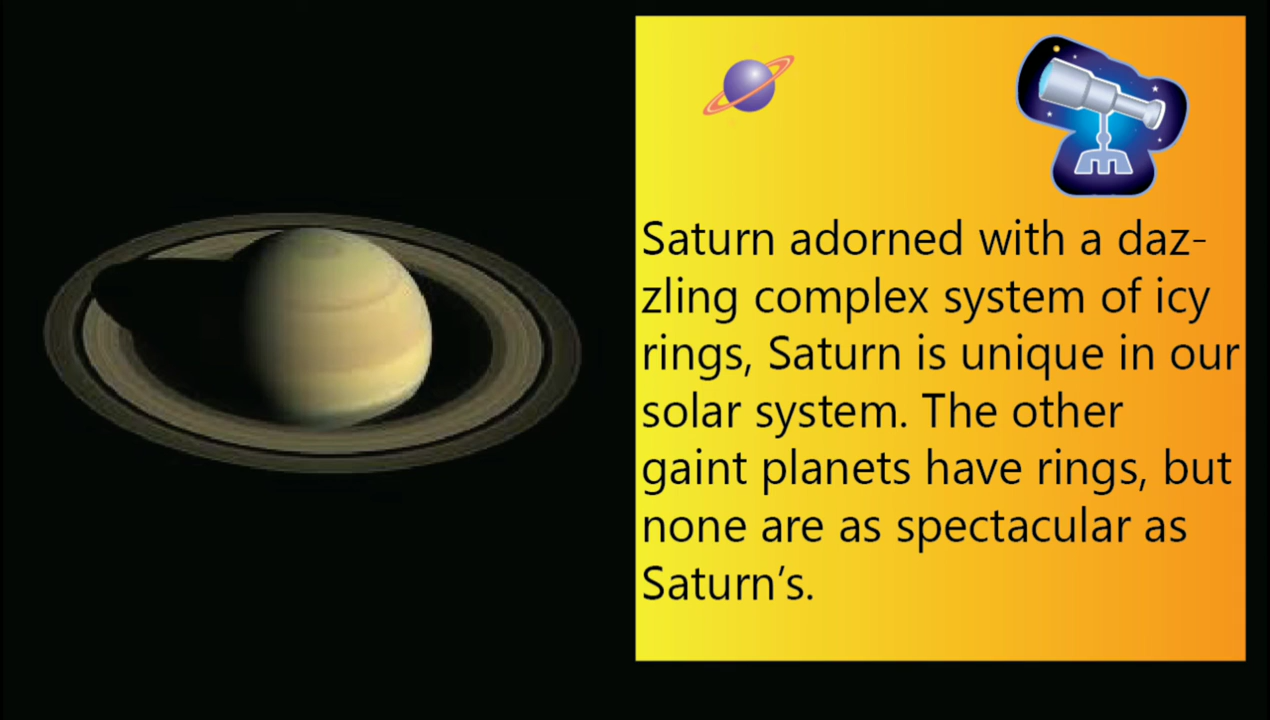 Saturn adorned with a daz-
zling complex system of icy
rings, Saturn is unique in our
solar system. The other
gaint planets have rings, but
none are as spectacular as
Saturn’s.